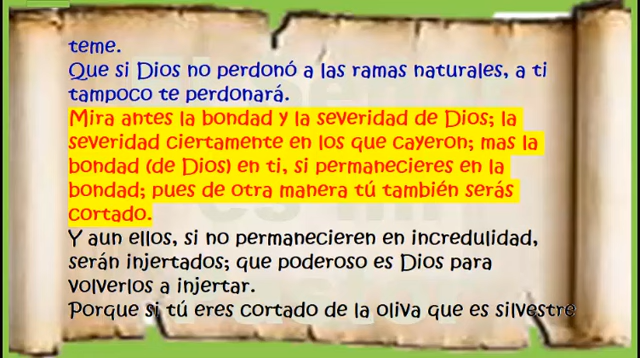 teme.
Que si Dios no perdonó a las ramas naturales, a ti
tampoco te perdonará.
Mira antes la bondad y la severidad de Dios; la
severidad ciertamente en los que cayeron; mas la
bondad (de Dios) en ti, si permanecieres en la
bondad; pues de otra manera tú también serás
cortado.
Y aun ellos, si no permanecieren en incredulidad,
serán injertados; que poderoso es Dios para
volverlos a injertar.
Porque si tú eres cortado de la oliva que es silvestre